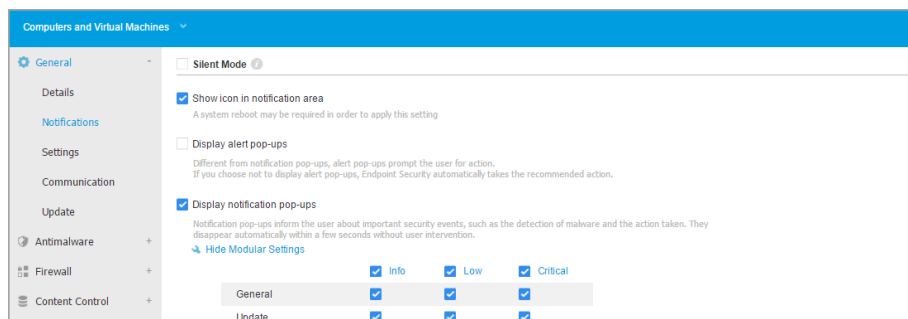 Computers and Virtual Machines
General
Silent Mode
Details
Show icon in notification area
A system reboot may be required in order to apply this setting
Notifications
Display alert pop-ups
Settings
Different from notification pop-ups, alert pop-ups prompt the user for action.
If you choose not to display alert pop-ups, Endpoint Security automatically takes the recommended action.
Communication
Display notification pop-ups
Update
Notification pop-ups inform the user about important security events, such as the detection of malware and the action taken. They
disappear automatically within a few seconds without user intervention.
Antimalware +
Hide Modular Settings
Firewall +
Info Low Critical
General
Content Control +
Update